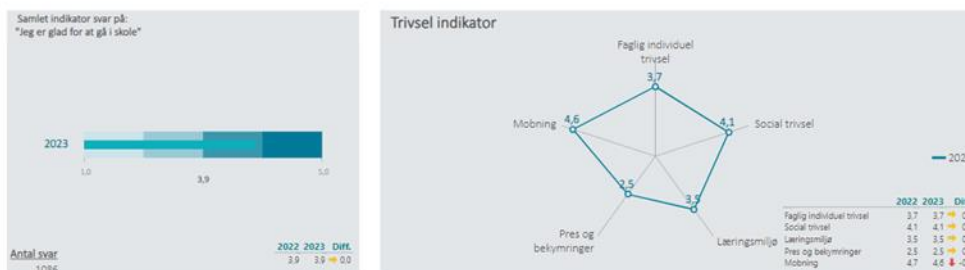 Samlet indikator svar på:
"Jeg er glad for at gå i skole"
2023
1,0
5,0
3,9
Antal svar
1086
2022 2023 Diff.
3,9 3,9 0,0
Trivsel indikator
Faglig individuel
trivsel
3,7
Mobning
4,6
4,1
Social trivsel
2,5
3,5
Pres og
bekymringer
Læringsmiljø
2022 2023
Faglig individuel trivsel 3,7 3,7
Social trivsel 4,1 4,1
Læringsmiljø 3,5 3,5
Pres og bekymringer 2,5 2,5
Mobning 4,7 4,6